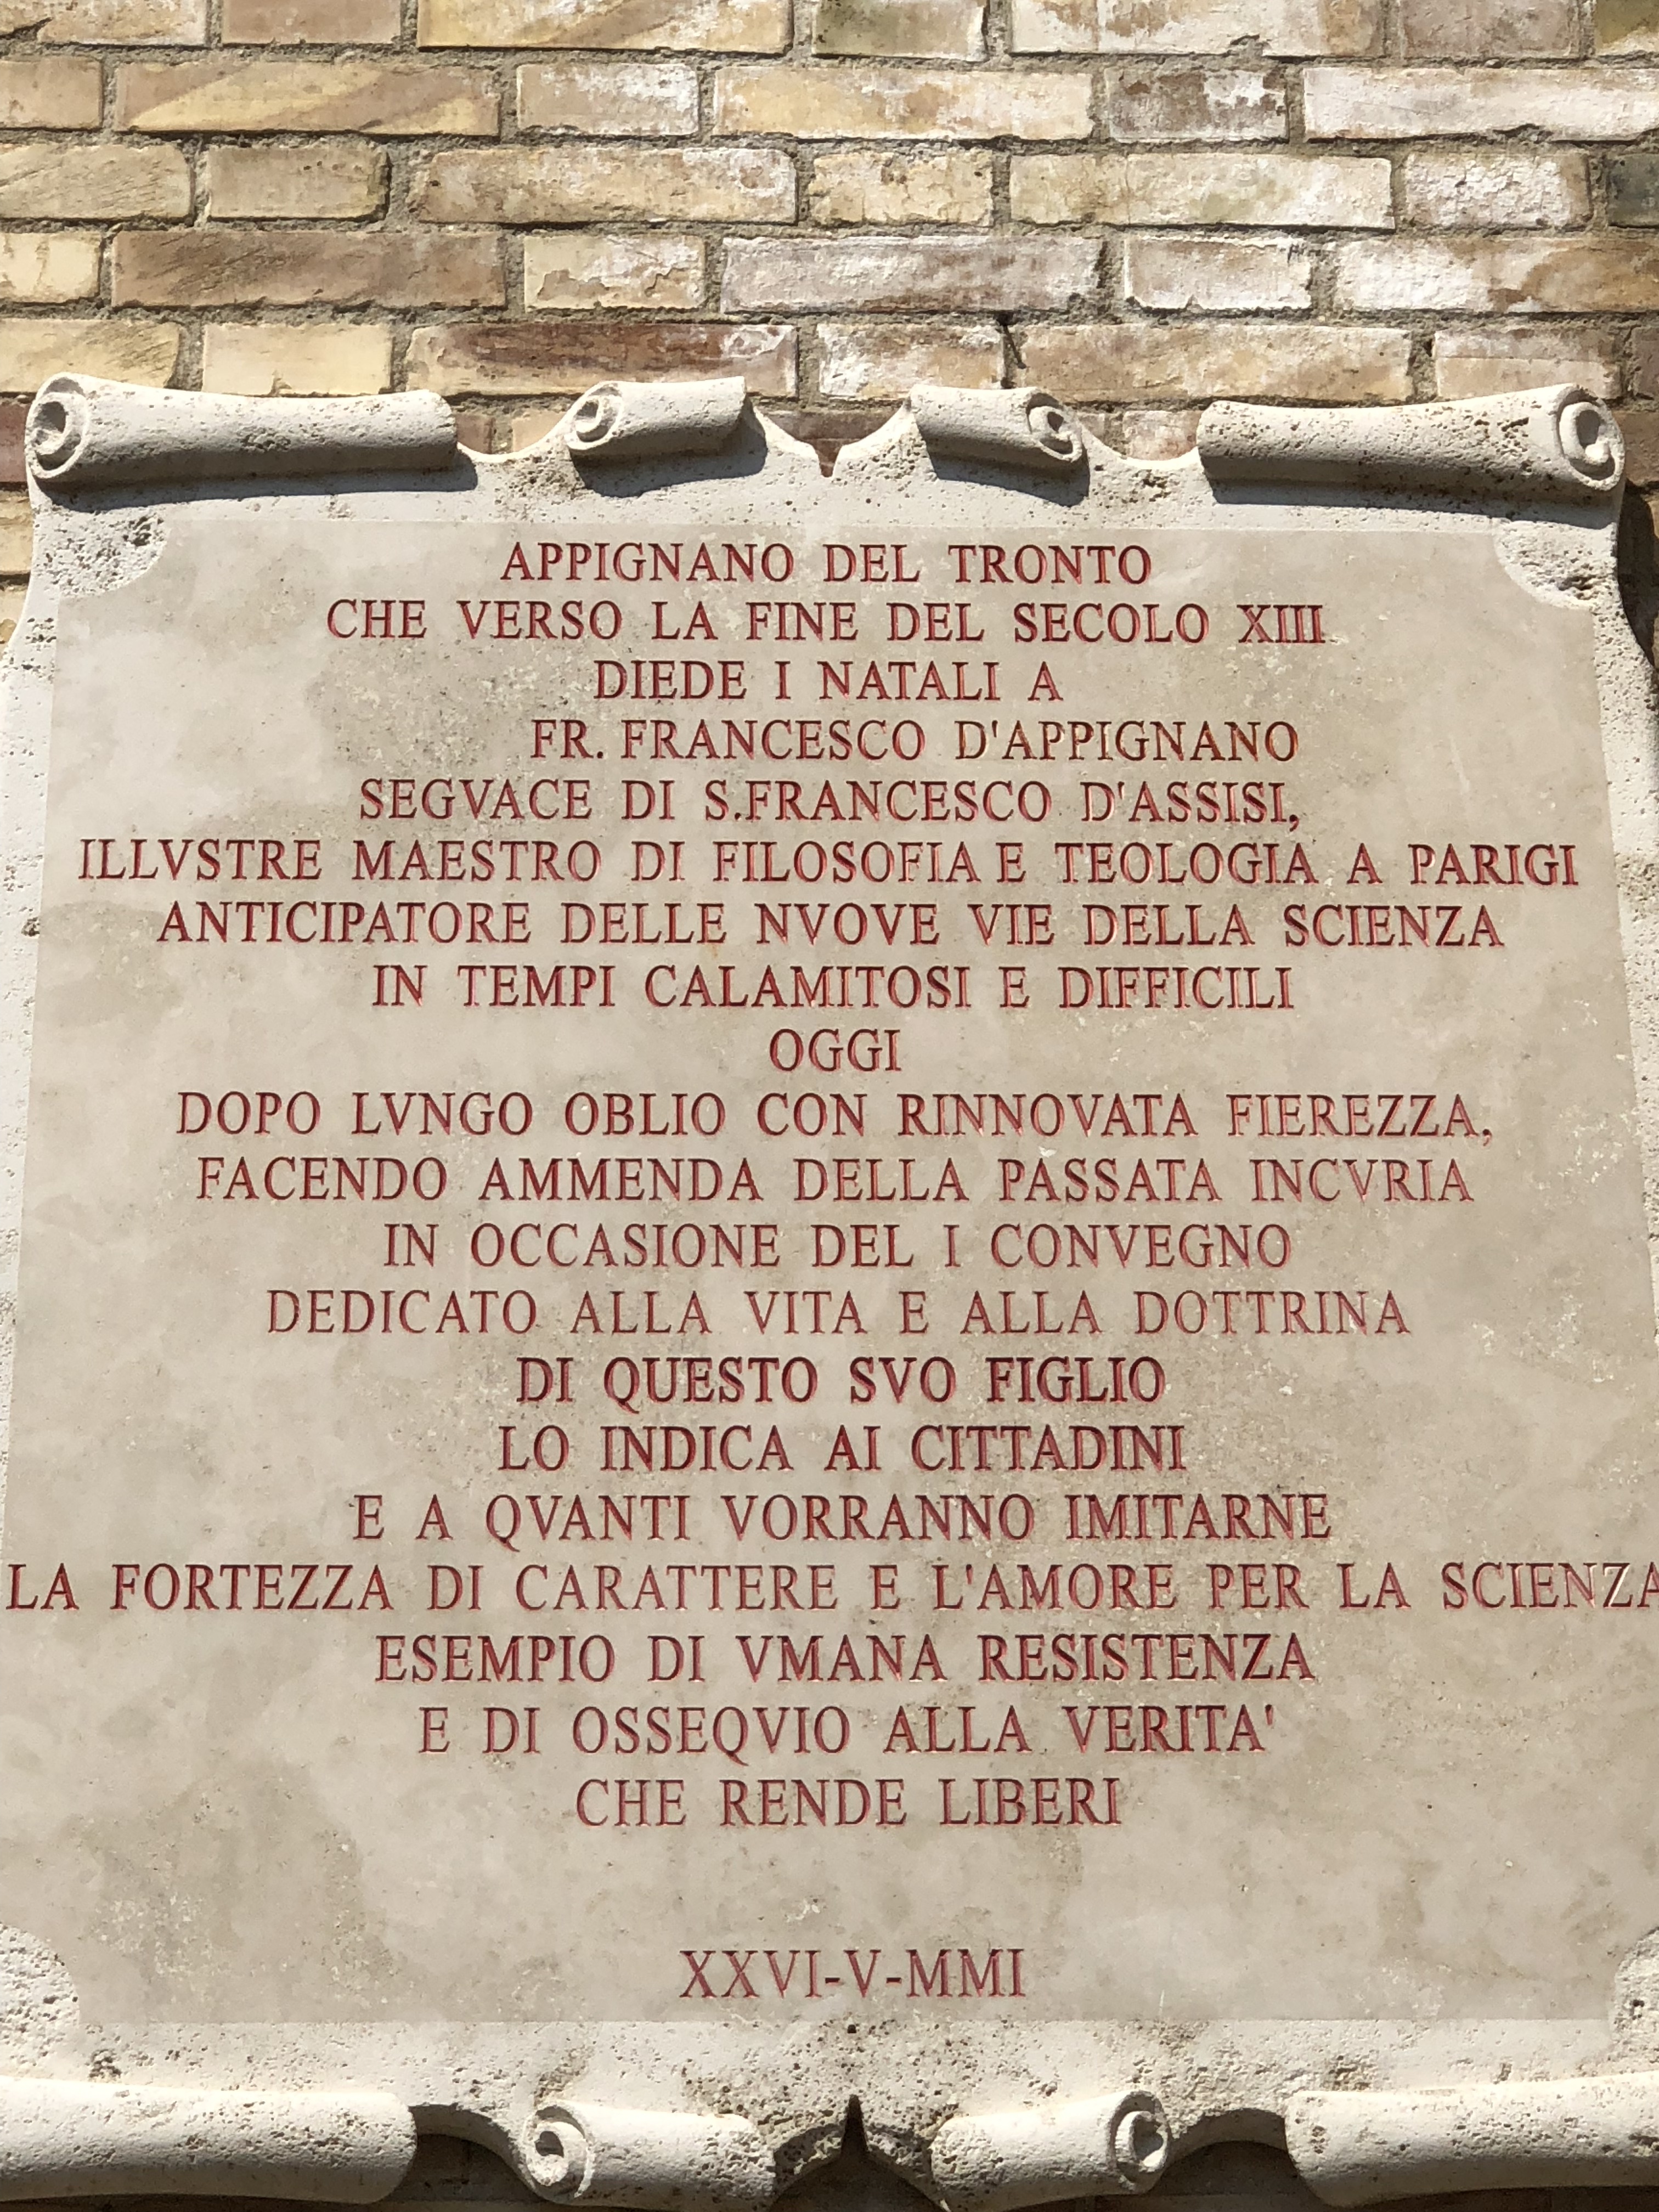 APPIGNANO DEL TRONTO
CHE VERSO LA FINE DEL SECOLO XIII
DIEDE I NATALI A
FR. FRANCESCO D'APPIGNANO
SEGVACE DI S.FRANCESCO D'ASSISI,
ILLVSTRE MAESTRO DI FILOSOFIA E TEOLOGIA A PARIGI
ANTICIPATORE DELLE NVOVE VIE DELLA SCIENZA
IN TEMPI CALAMITOSI E DIFFICILI
OGGI
DOPO LVNGO OBLIO CON RINNOVATA FIEREZZA,
FACENDO AMMENDA DELLA PASSATA INCVRIA
IN OCCASIONE DEL I CONVEGNO
DEDICATO ALLA VITA E ALLA DOTTRINA
DI QUESTO SVO FIGLIO
LO INDICA AI CITTADINI
E A QVANTI VORRANNO IMITARNE
LA FORTEZZA DI CARATTERE E L'AMORE PER LA SCIENZA
ESEMPIO DI VMANA RESISTENZA
E DI OSSEQVIO ALLA VERITA'
CHE RENDE LIBERI
XXVI-V-MMI